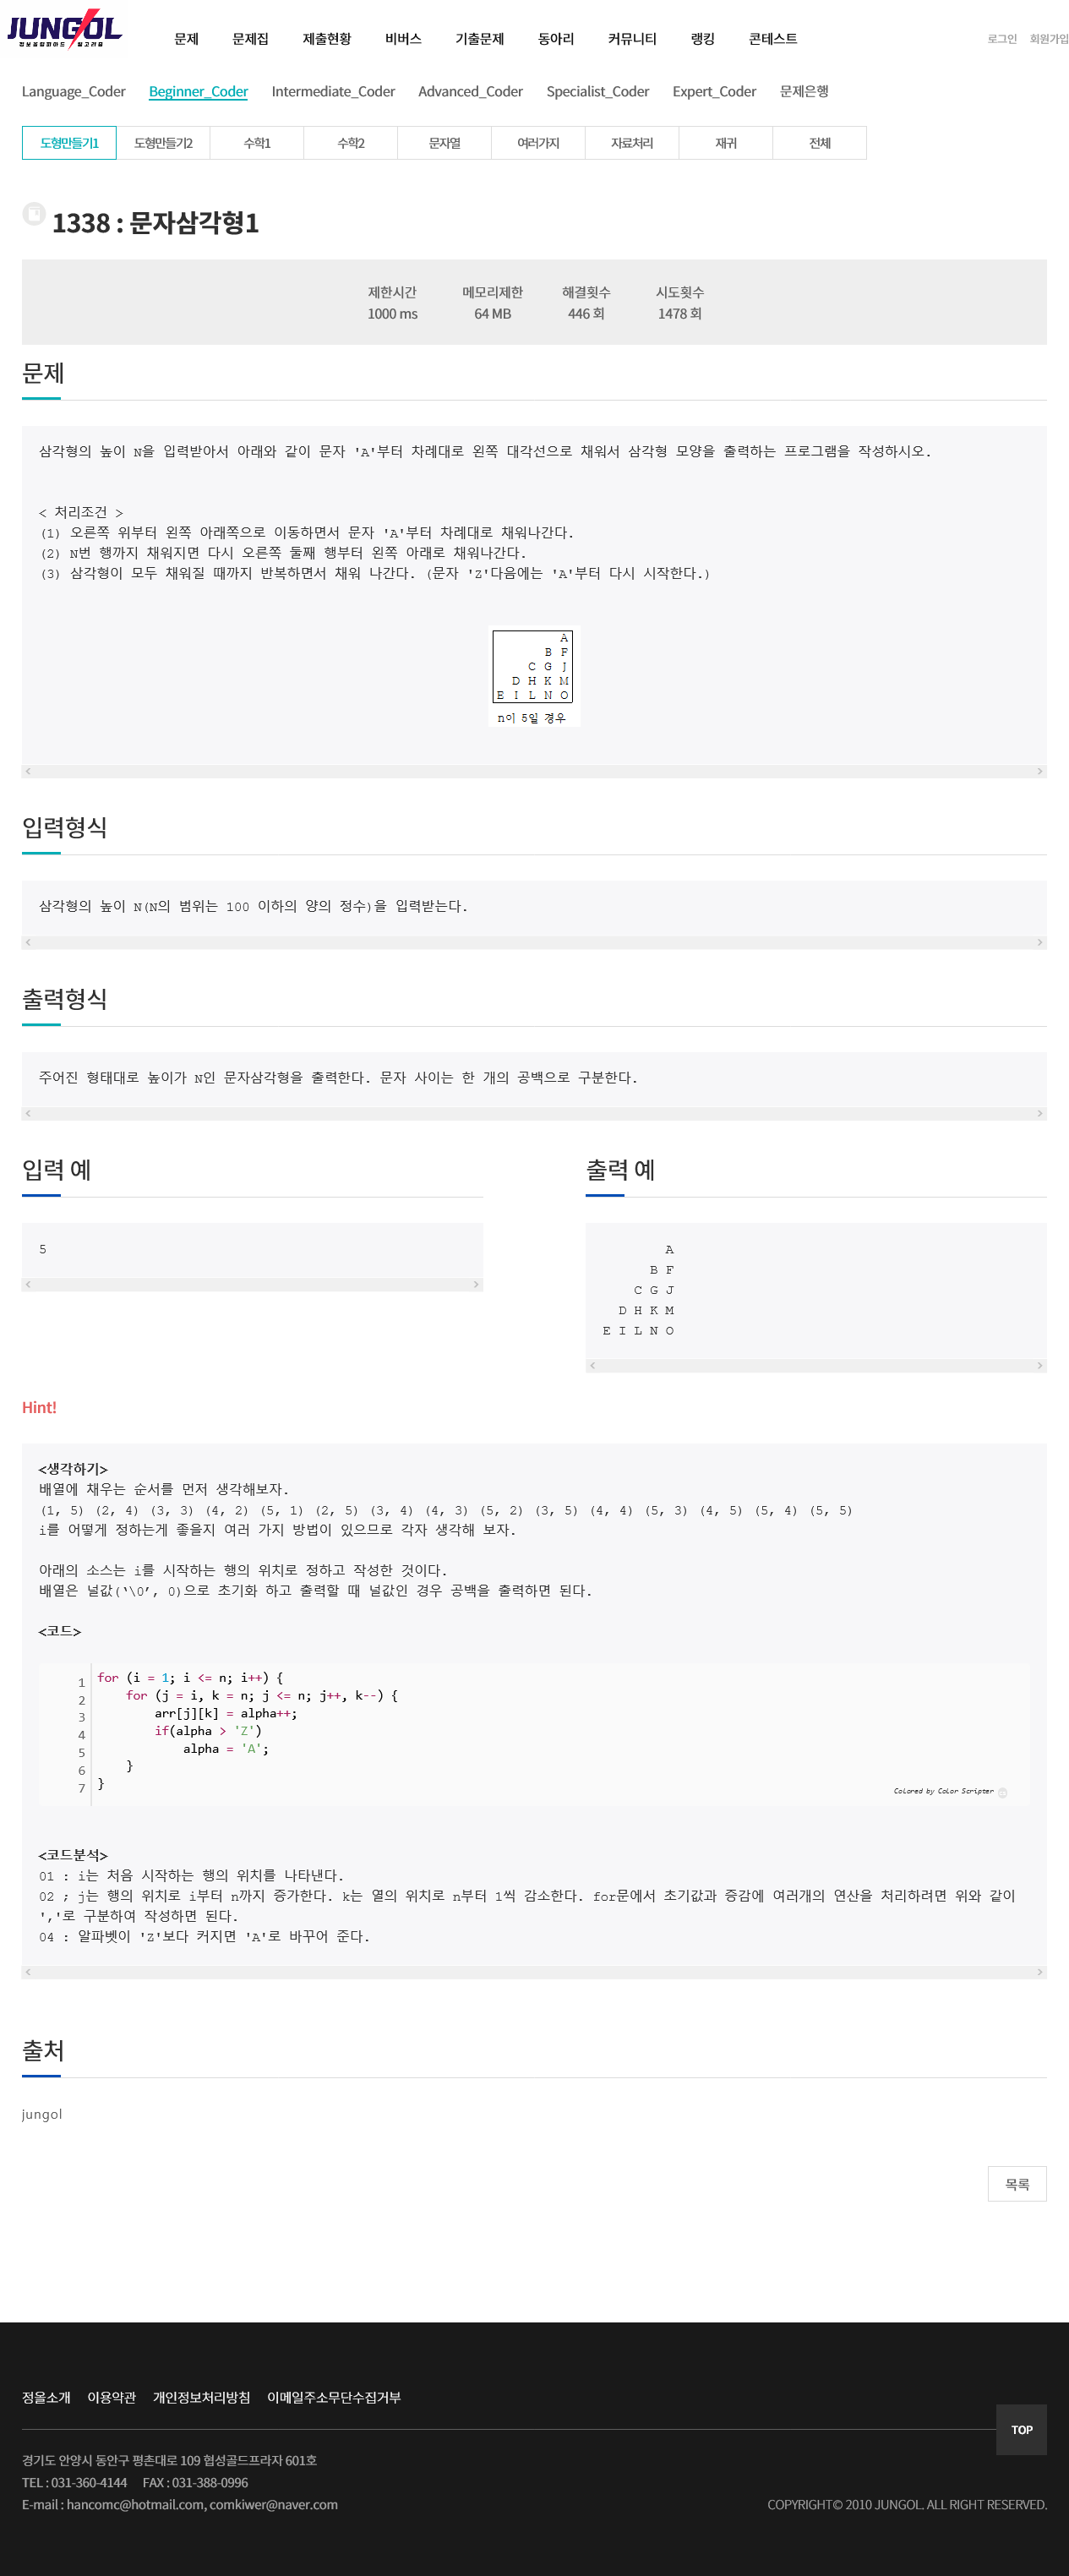 JUNGOL
정보올림피아드 알고리즘
문제 문제집 제출현황 비버스 기출문제 동아리 커뮤니티 랭킹 콘테스트
로그인 회원가입
Language_Coder Beginner_Coder Intermediate_Coder Advanced_Coder Specialist_Coder Expert_Coder 문제은행
도형만들기1 도형만들기2 수학1 수학2 문자열 여러가지 자료처리 재귀 전체
1338 : 문자삼각형1
제한시간 메모리제한 해결횟수 시도횟수
1000 ms 64 MB 446 회 1478 회
문제
삼각형의 높이 N을 입력받아서 아래와 같이 문자 'A'부터 차례대로 왼쪽 대각선으로 채워서 삼각형 모양을 출력하는 프로그램을 작성하시오.
< 처리조건 >
(1) 오른쪽 위부터 왼쪽 아래쪽으로 이동하면서 문자 'A'부터 차례대로 채워나간다.
(2) N번 행까지 채워지면 다시 오른쪽 둘째 행부터 왼쪽 아래로 채워나간다.
(3) 삼각형이 모두 채워질 때까지 반복하면서 채워 나간다. (문자 'Z'다음에는 'A'부터 다시 시작한다.)
A
B F
C G J
D H K M
E I L N O
n이 5일 경우
입력형식
삼각형의 높이 N(N의 범위는 100 이하의 양의 정수)을 입력받는다.
출력형식
주어진 형태대로 높이가 N인 문자삼각형을 출력한다. 문자 사이는 한 개의 공백으로 구분한다.
입력 예
5
출력 예
A
B F
C G J
D H K M
E I L N O
Hint!
<생각하기>
배열에 채우는 순서를 먼저 생각해보자.
(1, 5) (2, 4) (3, 3) (4, 2) (5, 1) (2, 5) (3, 4) (4, 3) (5, 2) (3, 5) (4, 4) (5, 3) (4, 5) (5, 4) (5, 5)
i를 어떻게 정하는게 좋을지 여러 가지 방법이 있으므로 각자 생각해 보자.
아래의 소스는 i를 시작하는 행의 위치로 정하고 작성한 것이다.
배열은 널값(‘\0’, 0)으로 초기화 하고 출력할 때 널값인 경우 공백을 출력하면 된다.
<코드>
1 for (i = 1; i <= n; i++) {
2 for (j = i, k = n; j <= n; j++, k--) {
3 arr[j][k] = alpha++;
4 if(alpha > 'Z')
5 alpha = 'A';
6 }
7 }
Colored by Color Scripter
<코드분석>
01 : i는 처음 시작하는 행의 위치를 나타낸다.
02 ; j는 행의 위치로 i부터 n까지 증가한다. k는 열의 위치로 n부터 1씩 감소한다. for문에서 초기값과 증감에 여러개의 연산을 처리하려면 위와 같이
','로 구분하여 작성하면 된다.
04 : 알파벳이 'Z'보다 커지면 'A'로 바꾸어 준다.
출처
jungol
목록
정올소개 이용약관 개인정보처리방침 이메일주소무단수집거부
TOP
경기도 안양시 동안구 평촌대로 109 협성골드프라자 601호
TEL : 031-360-4144 FAX : 031-388-0996
E-mail : hancomc@hotmail.com, comkiwer@naver.com
COPYRIGHT© 2010 JUNGOL. ALL RIGHT RESERVED.